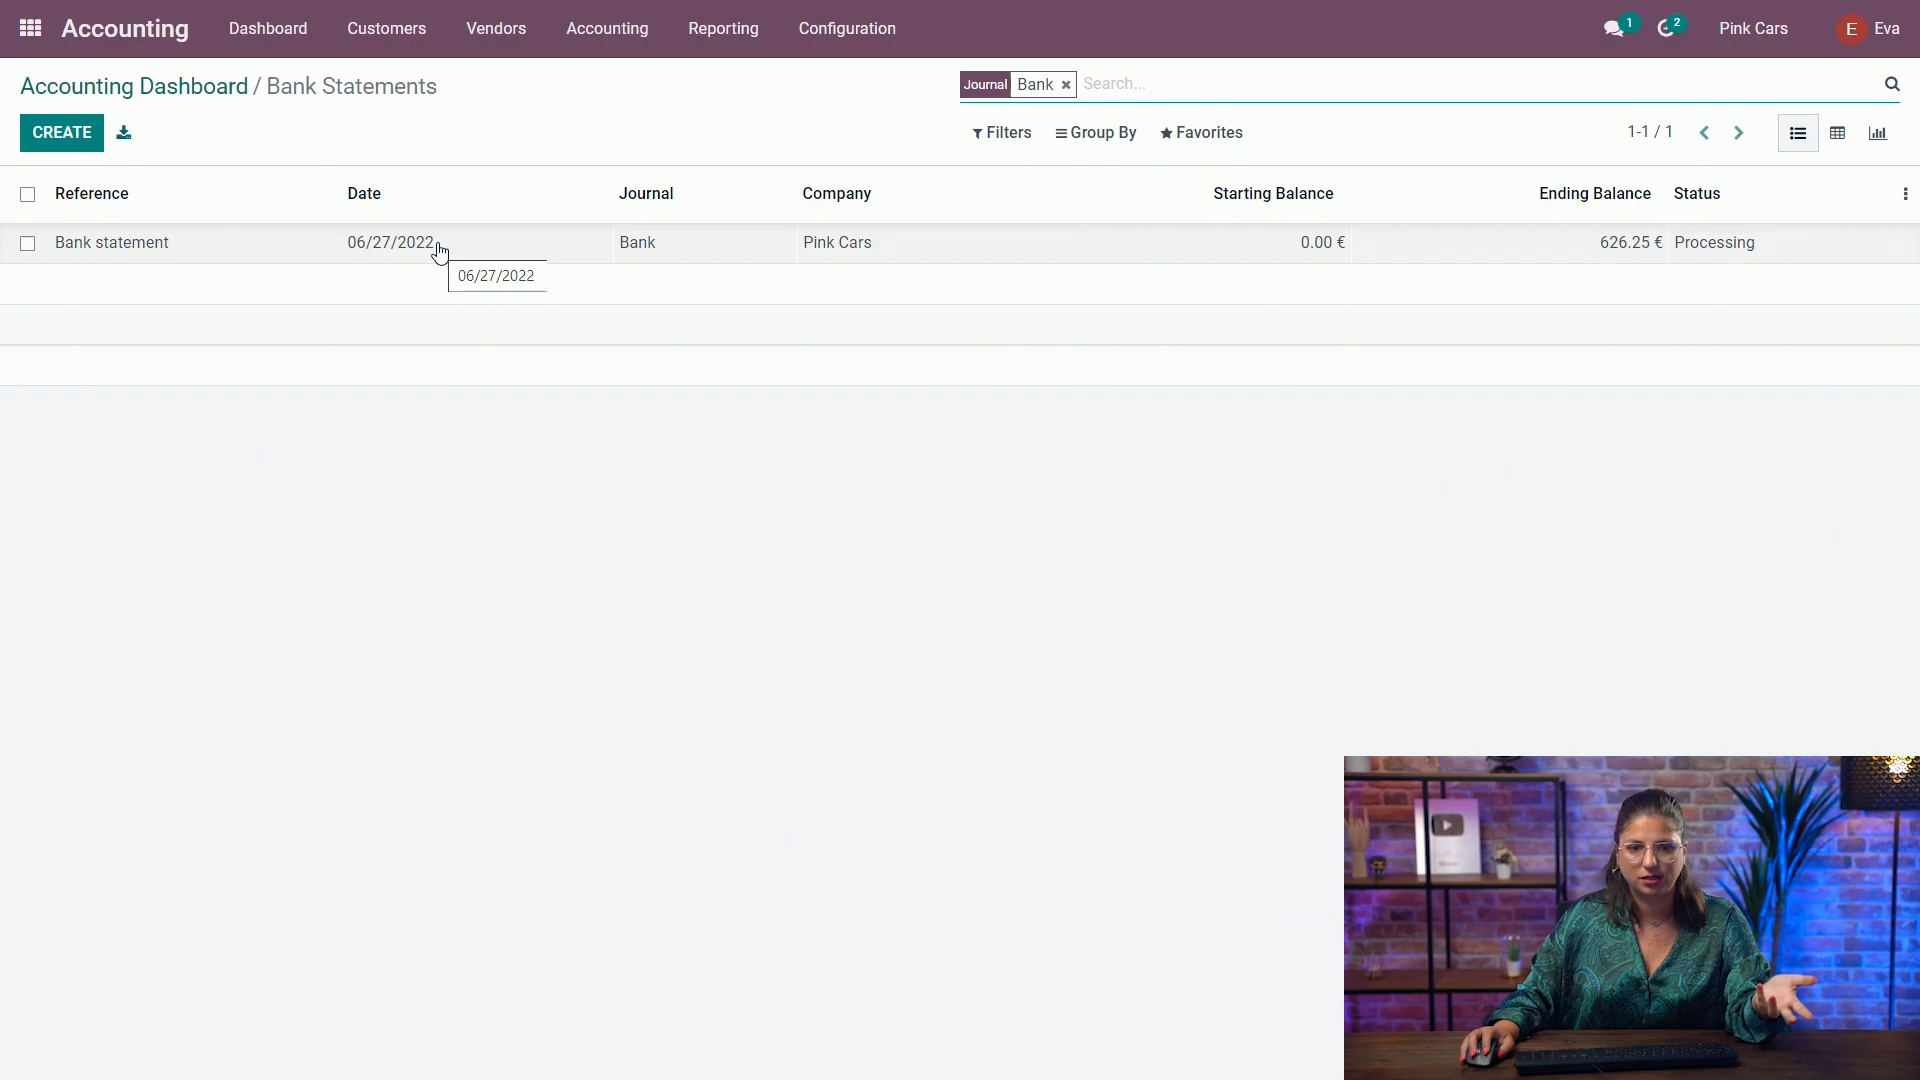 Accounting Dashboard Customers Vendors Accounting Reporting Configuration 1 2 Pink Cars E Eva
Accounting Dashboard / Bank Statements
Journal Bank Search...
CREATE Filters Group By Favorites 1-1 / 1
Reference Date Journal Company Starting Balance Ending Balance Status
Bank statement 06/27/2022 Bank Pink Cars 0.00 € 626.25 € Processing
06/27/2022